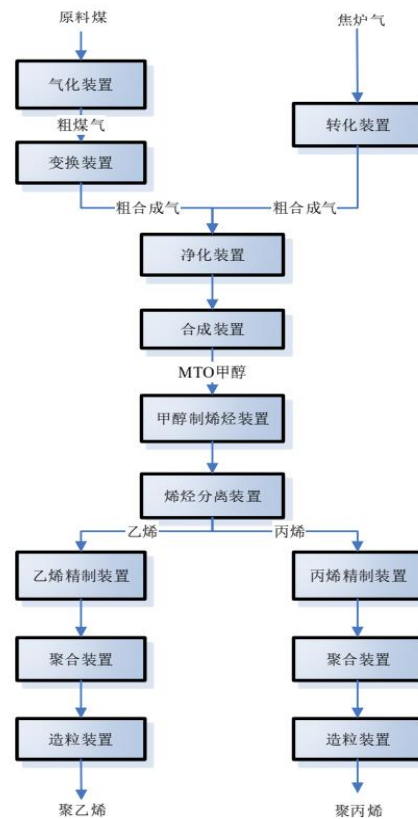 原料煤
焦炉气
气化装置
粗煤气
转化装置
变换装置
粗合成气
粗合成气
净化装置
合成装置
MTO甲醇
甲醇制烯烃装置
烯烃分离装置
乙烯
丙烯
乙烯精制装置
丙烯精制装置
聚合装置
聚合装置
造粒装置
造粒装置
聚乙烯
聚丙烯